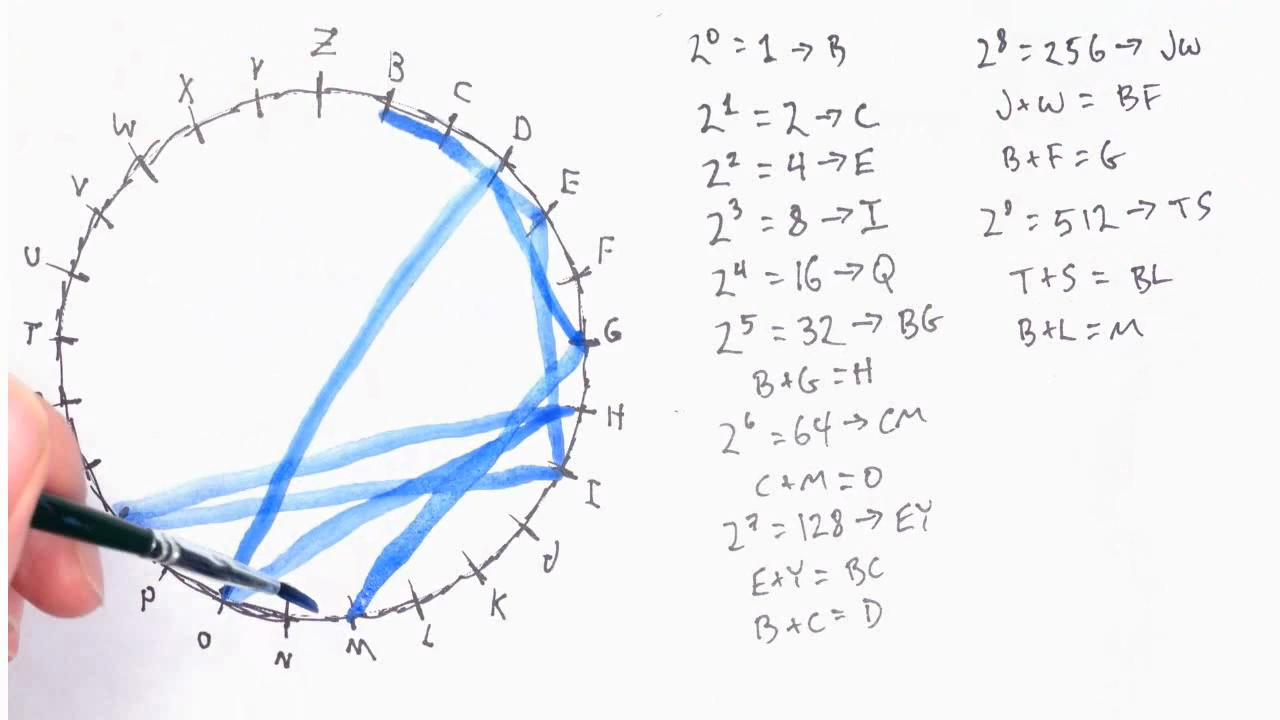 Z
B
C
D
E
F
G
H
I
J
K
L
M
N
O
P
T
U
V
W
X
Y
2⁰ = 1 → B
2¹ = 2 → C
2² = 4 → E
2³ = 8 → I
2⁴ = 16 → Q
2⁵ = 32 → BG
B+G = H
2⁶ = 64 → CM
C+M = O
2⁷ = 128 → EY
E+Y = BC
B+C = D
2⁸ = 256 → JW
J+W = BF
B+F = G
2⁹ = 512 → TS
T+S = BL
B+L = M